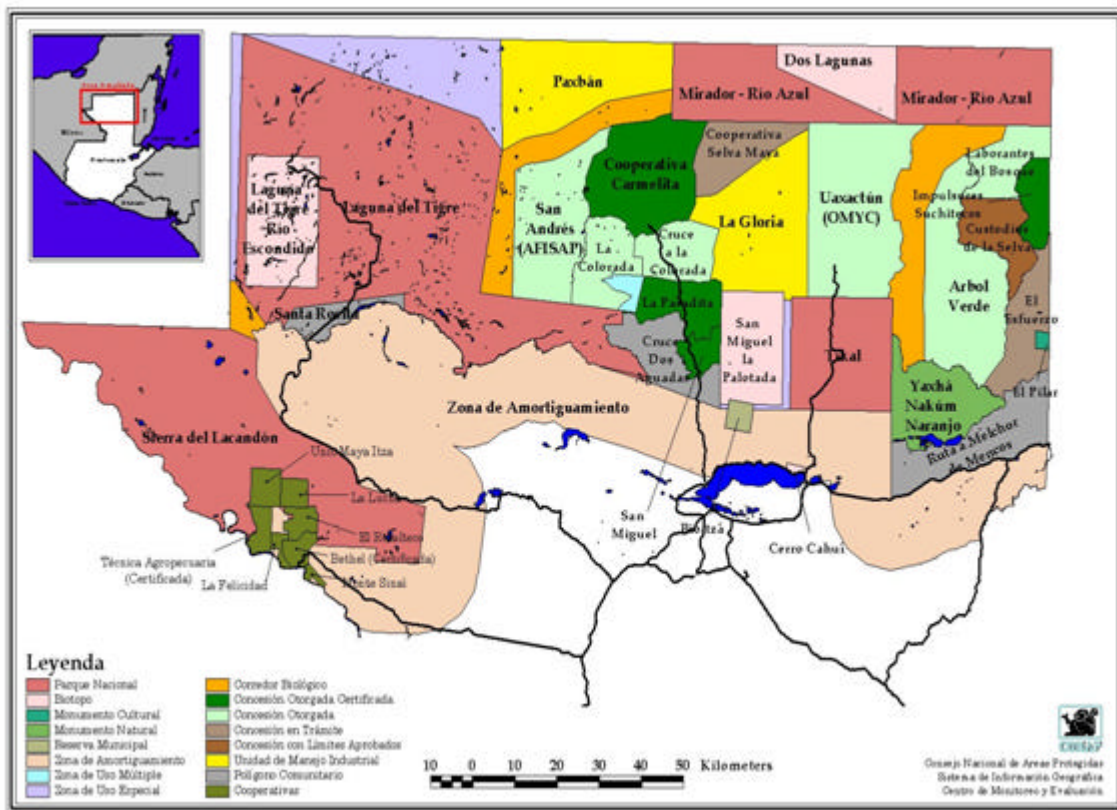 Dos Lagunas
Paxbán
Mirador - Rio Azul
Mirador - Rio Azul
Cooperativa
Selva Maya
Cooperativa
Carmelita
Laborantes
del Bosque
Laguna
del Tigre
Rio
Escondido
Laguna del Tigre
San
Andrés
(AFISAP)
La Gloria
Uaxactún
(OMYC)
Impulsores
Suchitecos
Custodios
de la Selva
Cruce
a la
Colorada
La
Colorada
Arbol
Verde
La Pasadita
El
Esfuerzo
Santa Rosita
Cruce
Dos
Aguadas
San
Miguel
la
Palotada
Tikal
Yaxhá
Nakúm
Naranjo
El Pilar
Zona de Amortiguamiento
Sierra del Lacandón
Ruta a Melchor
de Mencos
Unio Maya Itza
La Lucha
San
Miguel
Cerro Cahuí
Técnica Agropecuaria
(Certificada)
Bethel (Certificada)
La Felicidad
Monte Sinai
Leyenda
Parque Nacional
Biotopo
Monumento Cultural
Monumento Natural
Reserva Municipal
Zona de Amortiguamiento
Zona de Uso Múltiple
Zona de Uso Especial
Corredor Biológico
Concesión Otorgada Certificada
Concesión Otorgada
Concesión en Trámite
Concesión con Límites Aprobados
Unidad de Manejo Industrial
Polígono Comunitario
Cooperativas
10 0 10 20 30 40 50 Kilometers
Consejo Nacional de Areas Protegidas
Sistema de Información Geográfica
Centro de Monitoreo y Evaluación